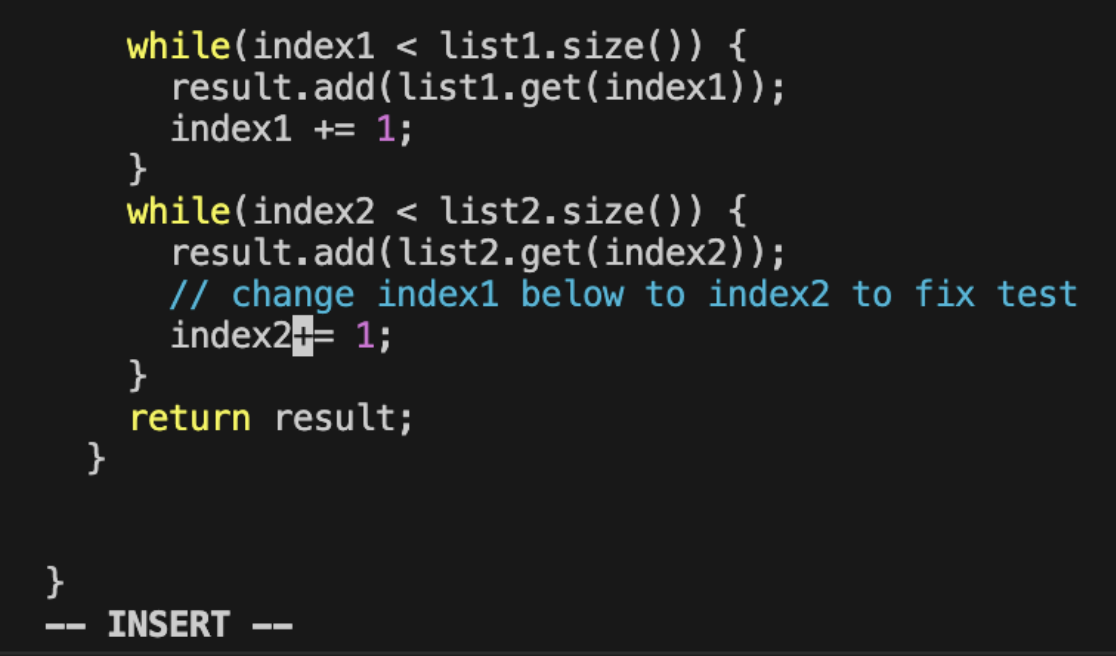 while(index1 < list1.size()) {
result.add(list1.get(index1));
index1 += 1;
}
while(index2 < list2.size()) {
result.add(list2.get(index2));
// change index1 below to index2 to fix test
index2+= 1;
}
return result;
}
}
-- INSERT --